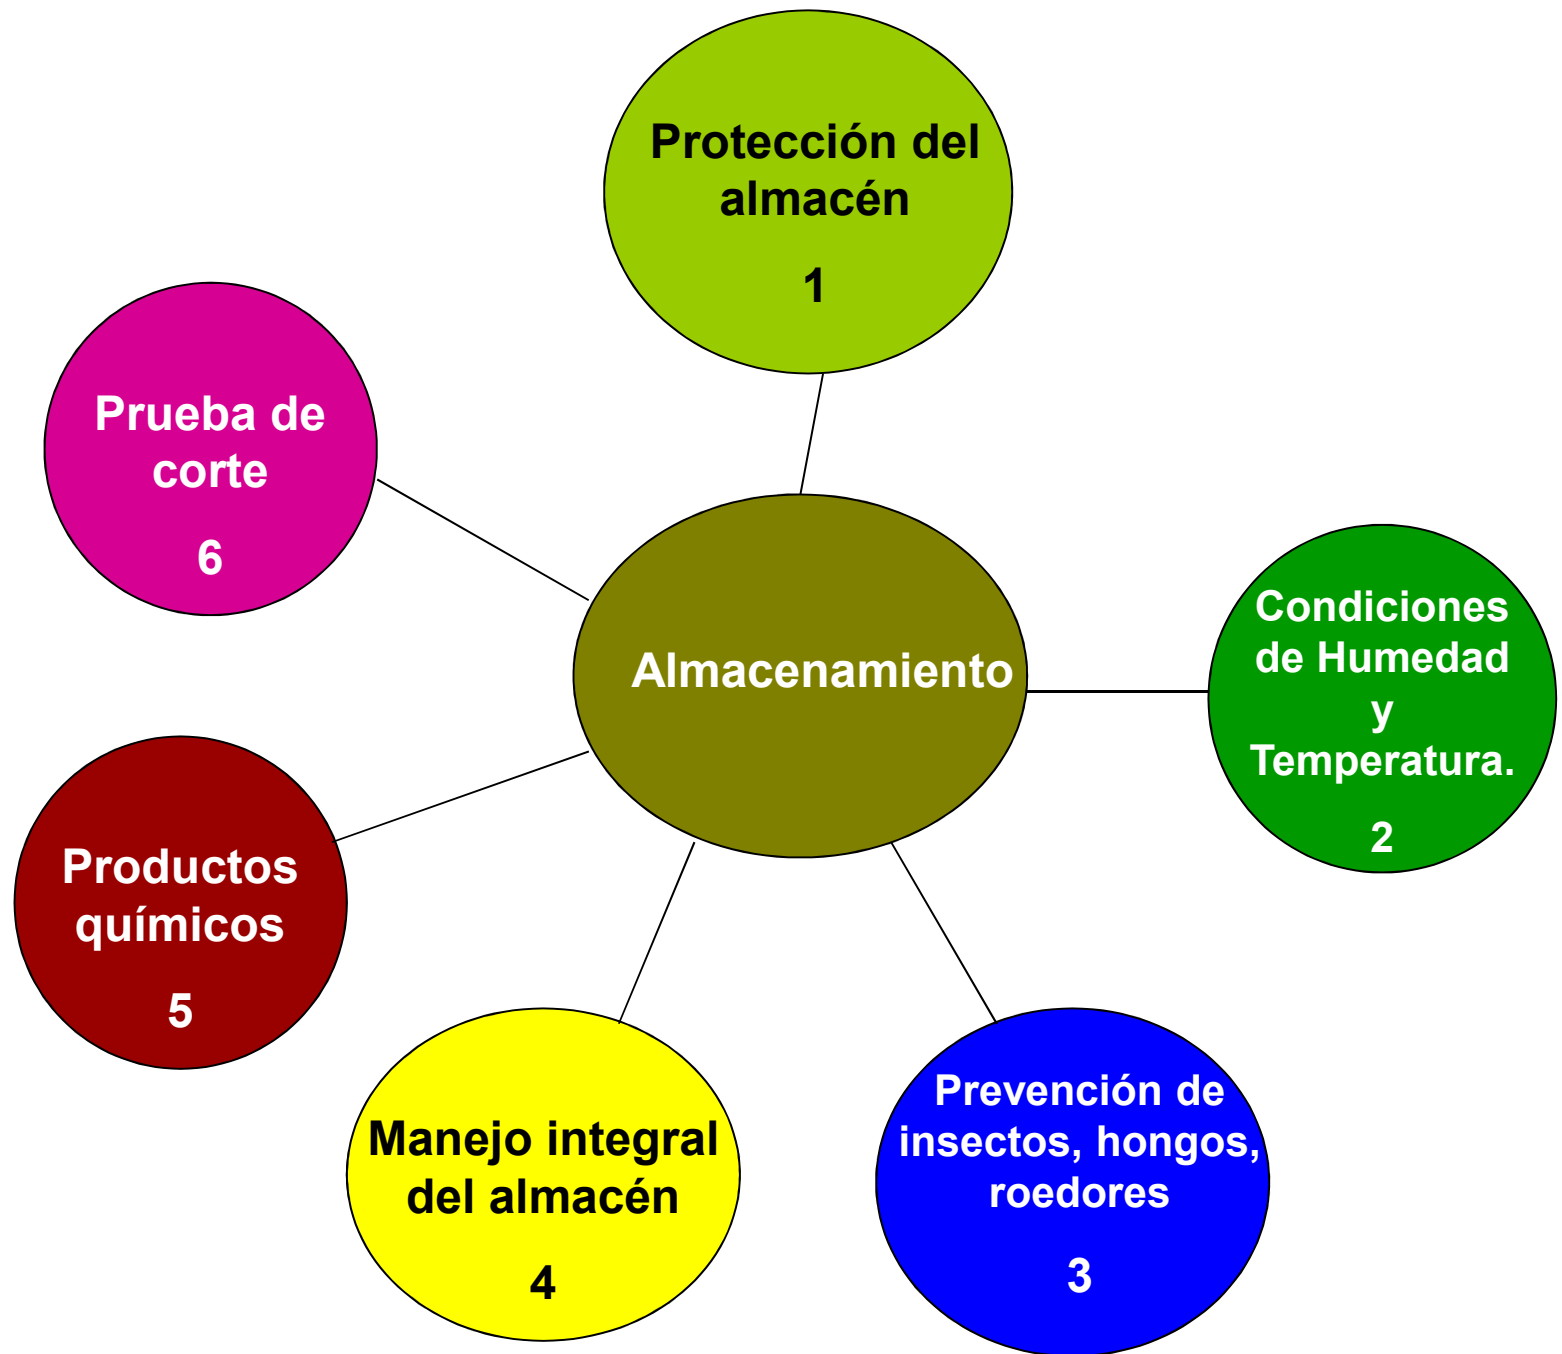 Protección del
almacén
1
Prueba de
corte
6
Almacenamiento
Condiciones
de Humedad
y
Temperatura.
2
Productos
químicos
5
Manejo integral
del almacén
4
Prevención de
insectos, hongos,
roedores
3